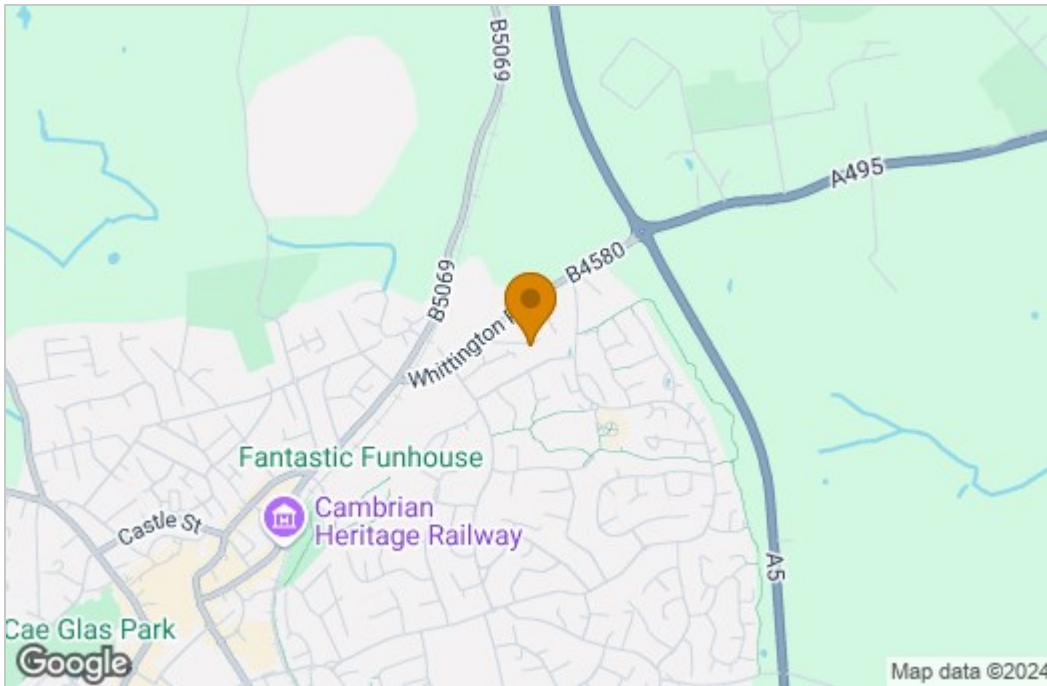 B5069
A495
B4580
B5069
Whittington
Fantastic Funhouse
Cambrian
Heritage Railway
Castle St
A5
Cae Glas Park
Google
Map data ©2024